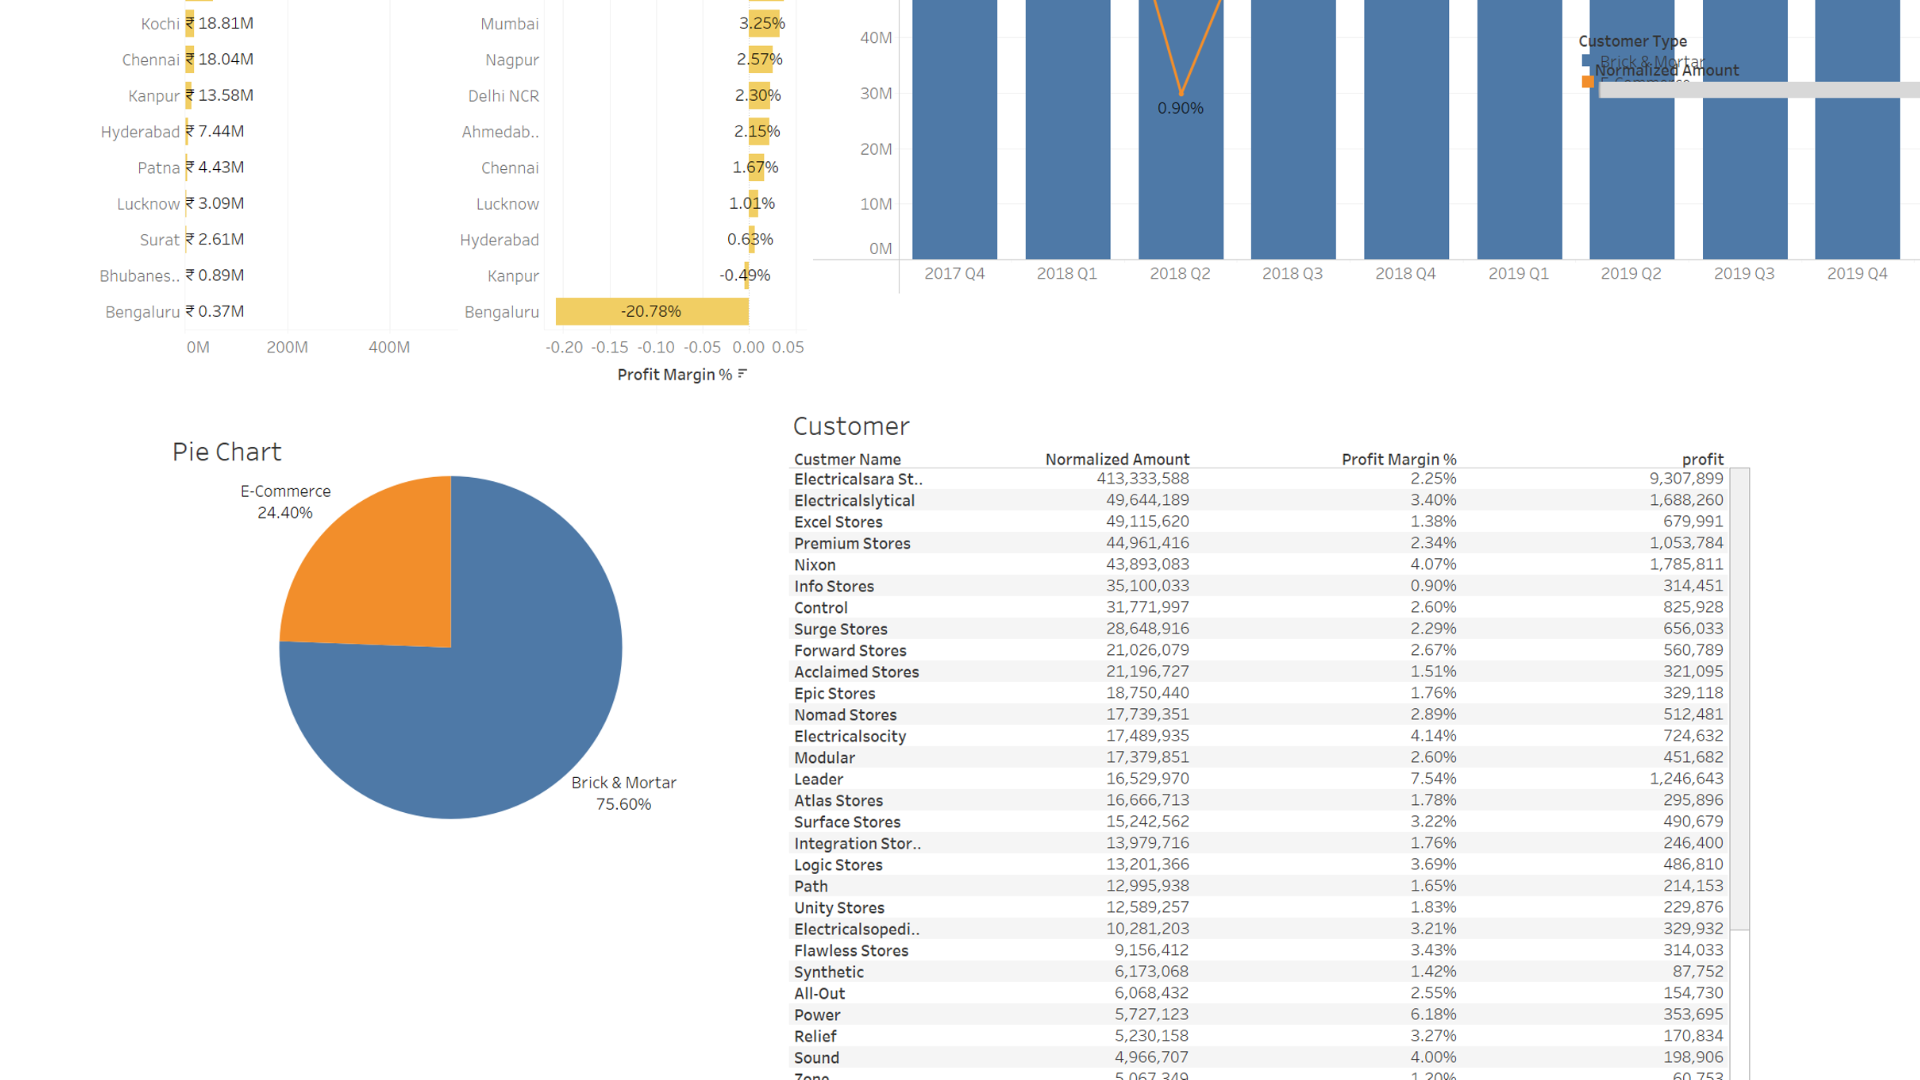 Kochi ₹ 18.81M
Chennai ₹ 18.04M
Kanpur ₹ 13.58M
Hyderabad ₹ 7.44M
Patna ₹ 4.43M
Lucknow ₹ 3.09M
Surat ₹ 2.61M
Bhubanes.. ₹ 0.89M
Bengaluru ₹ 0.37M
0M 200M 400M
Mumbai 3.25%
Nagpur 2.57%
Delhi NCR 2.30%
Ahmedab.. 2.15%
Chennai 1.67%
Lucknow 1.01%
Hyderabad 0.63%
Kanpur -0.49%
Bengaluru -20.78%
-0.20 -0.15 -0.10 -0.05 0.00 0.05
Profit Margin %
40M
30M
20M
10M
0M
0.90%
2017 Q4 2018 Q1 2018 Q2 2018 Q3 2018 Q4 2019 Q1 2019 Q2 2019 Q3 2019 Q4
Customer Type
Brick & Mortar
Normalized Amount
E-Commerce
Pie Chart
E-Commerce
24.40%
Brick & Mortar
75.60%
Customer
Custmer Name Normalized Amount Profit Margin % profit
Electricalsara St.. 413,333,588 2.25% 9,307,899
Electricalslytical 49,644,189 3.40% 1,688,260
Excel Stores 49,115,620 1.38% 679,991
Premium Stores 44,961,416 2.34% 1,053,784
Nixon 43,893,083 4.07% 1,785,811
Info Stores 35,100,033 0.90% 314,451
Control 31,771,997 2.60% 825,928
Surge Stores 28,648,916 2.29% 656,033
Forward Stores 21,026,079 2.67% 560,789
Acclaimed Stores 21,196,727 1.51% 321,095
Epic Stores 18,750,440 1.76% 329,118
Nomad Stores 17,739,351 2.89% 512,481
Electricalsocity 17,489,935 4.14% 724,632
Modular 17,379,851 2.60% 451,682
Leader 16,529,970 7.54% 1,246,643
Atlas Stores 16,666,713 1.78% 295,896
Surface Stores 15,242,562 3.22% 490,679
Integration Stor.. 13,979,716 1.76% 246,400
Logic Stores 13,201,366 3.69% 486,810
Path 12,995,938 1.65% 214,153
Unity Stores 12,589,257 1.83% 229,876
Electricalsopedi.. 10,281,203 3.21% 329,932
Flawless Stores 9,156,412 3.43% 314,033
Synthetic 6,173,068 1.42% 87,752
All-Out 6,068,432 2.55% 154,730
Power 5,727,123 6.18% 353,695
Relief 5,230,158 3.27% 170,834
Sound 4,966,707 4.00% 198,906
Zone 5,067,349 1.20% 60,753